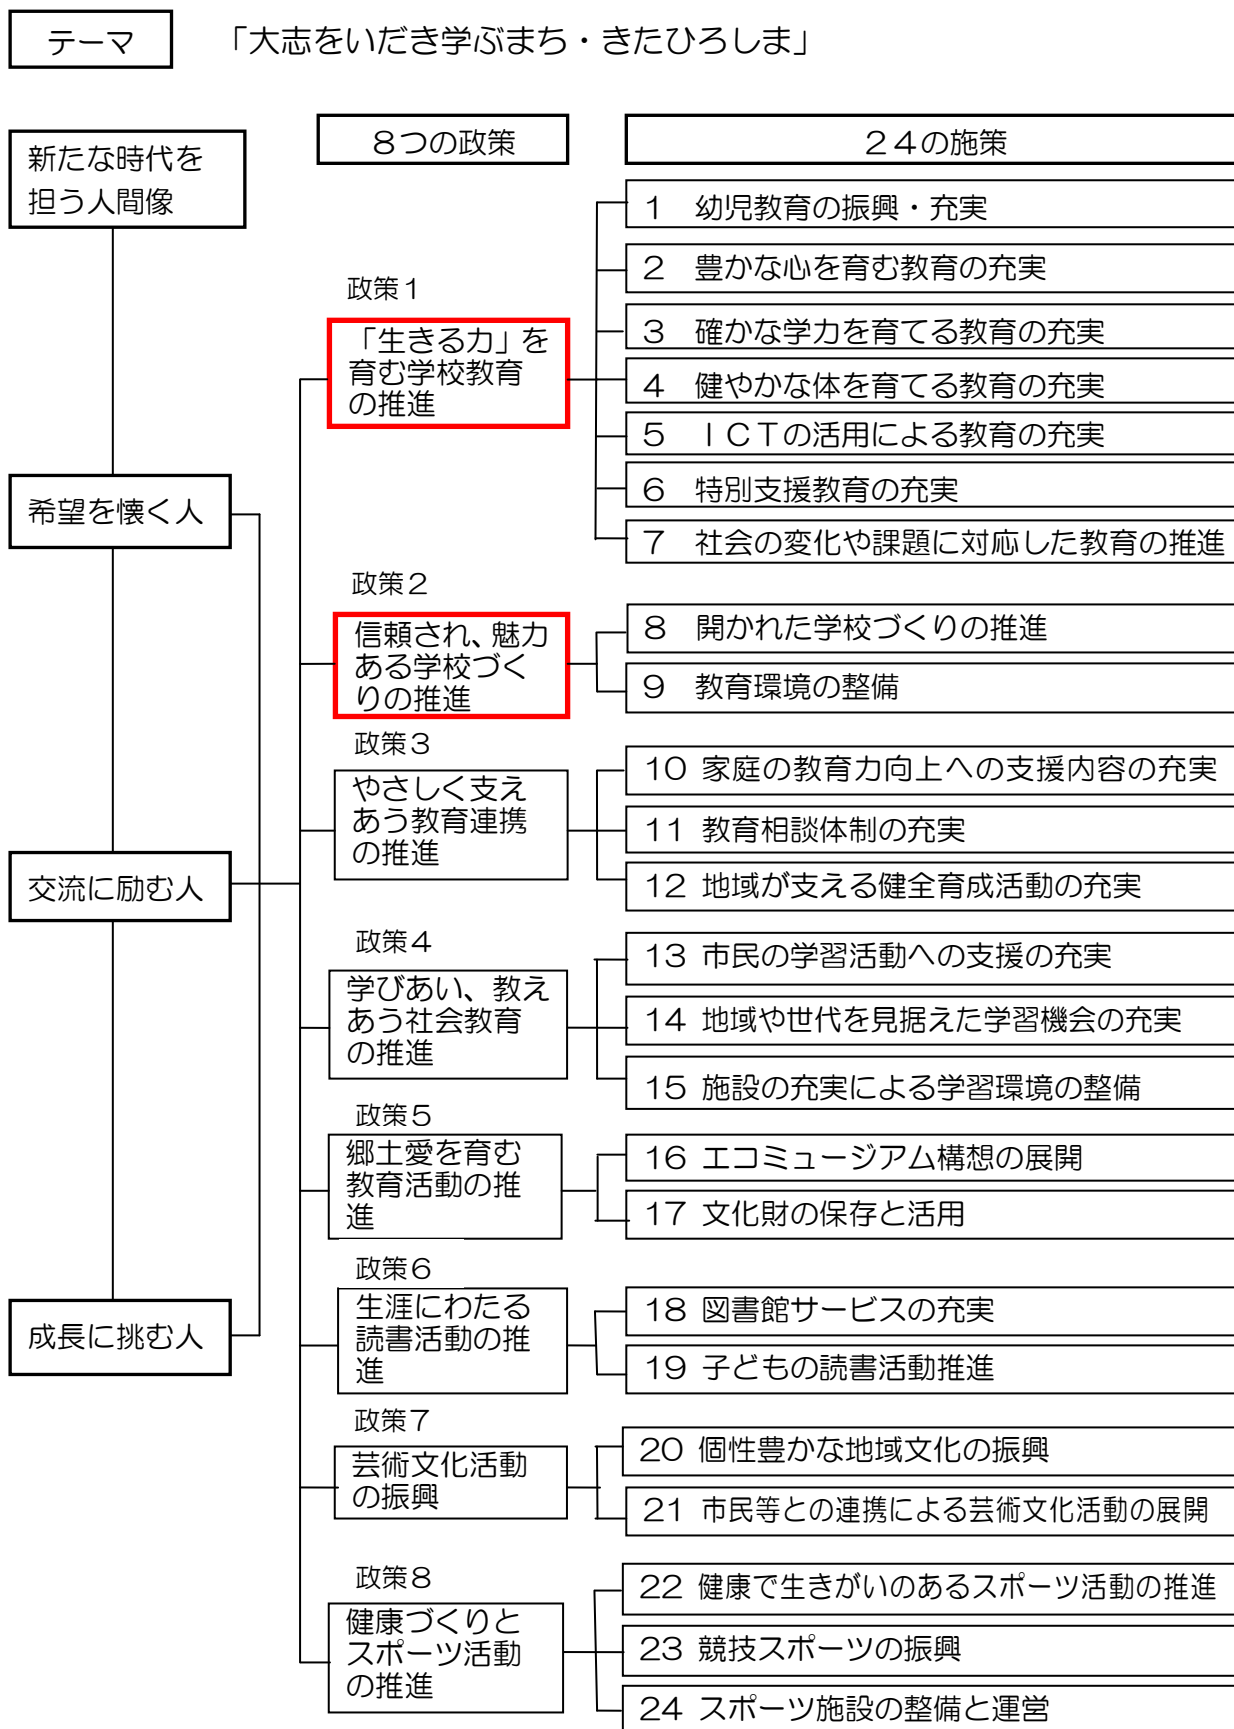 テーマ
「大志をいだき学ぶまち・きたひろしま」
新たな時代を
担う人間像
希望を懐く人
交流に励む人
成長に挑む人
8つの政策
24の施策
政策1
「生きる力」を
育む学校教育
の推進
1 幼児教育の振興・充実
2 豊かな心を育む教育の充実
3 確かな学力を育てる教育の充実
4 健やかな体を育てる教育の充実
5 ICTの活用による教育の充実
6 特別支援教育の充実
7 社会の変化や課題に対応した教育の推進
政策2
信頼され、魅力
ある学校づく
りの推進
8 開かれた学校づくりの推進
9 教育環境の整備
政策3
やさしく支え
あう教育連携
の推進
10 家庭の教育力向上への支援内容の充実
11 教育相談体制の充実
12 地域が支える健全育成活動の充実
政策4
学びあい、教え
あう社会教育
の推進
13 市民の学習活動への支援の充実
14 地域や世代を見据えた学習機会の充実
15 施設の充実による学習環境の整備
政策5
郷土愛を育む
教育活動の推
進
16 エコミュージアム構想の展開
17 文化財の保存と活用
政策6
生涯にわたる
読書活動の推
進
18 図書館サービスの充実
19 子どもの読書活動推進
政策7
芸術文化活動
の振興
20 個性豊かな地域文化の振興
21 市民等との連携による芸術文化活動の展開
政策8
健康づくりと
スポーツ活動
の推進
22 健康で生きがいのあるスポーツ活動の推進
23 競技スポーツの振興
24 スポーツ施設の整備と運営